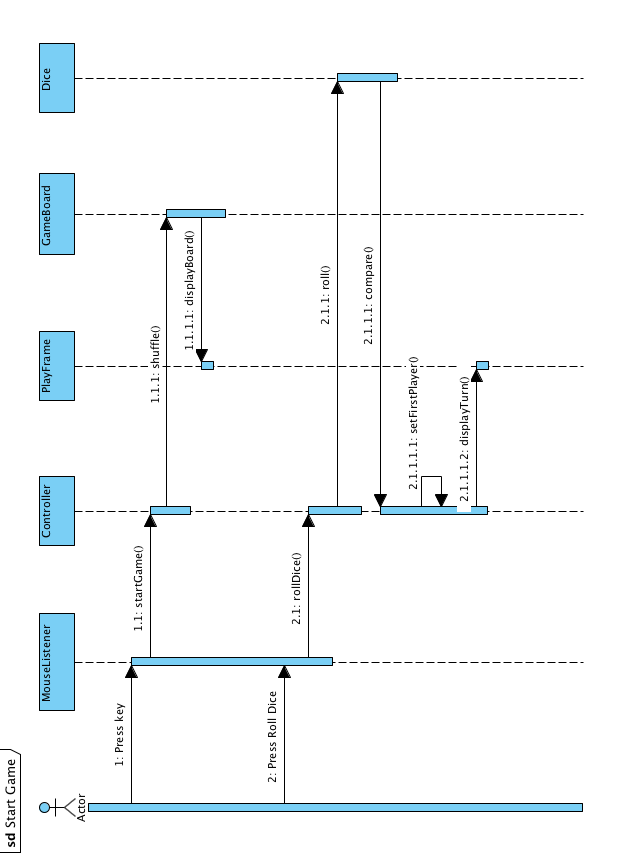 sd Start Game
Actor
MouseListener
Controller
PlayFrame
GameBoard
Dice
1: Press key
1.1: startGame()
1.1.1: shuffle()
1.1.1.1: displayBoard()
2: Press Roll Dice
2.1: rollDice()
2.1.1: roll()
2.1.1.1: compare()
2.1.1.1.1: setFirstPlayer()
2.1.1.1.2: displayTurn()